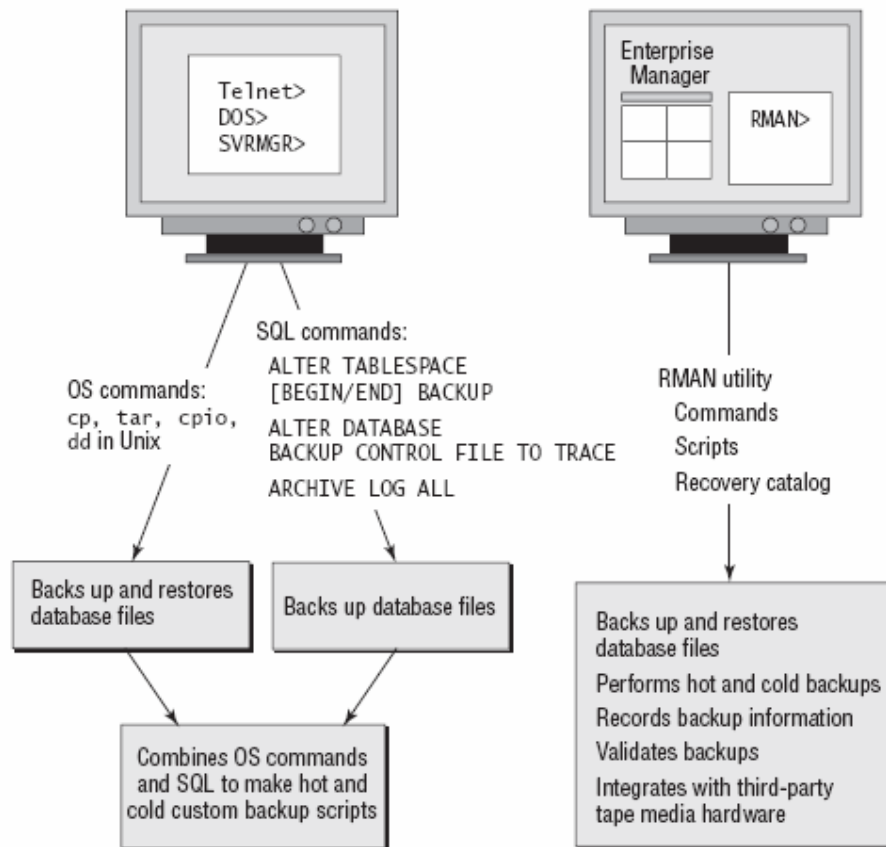 Telnet>
DOS>
SVRMGR>
Enterprise
Manager
RMAN>
OS commands:
cp, tar, cpio,
dd in Unix
SQL commands:
ALTER TABLESPACE
[BEGIN/END] BACKUP
ALTER DATABASE
BACKUP CONTROL FILE TO TRACE
ARCHIVE LOG ALL
RMAN utility
Commands
Scripts
Recovery catalog
Backs up and restores
database files
Backs up database files
Combines OS commands
and SQL to make hot and
cold custom backup scripts
Backs up and restores
database files
Performs hot and cold backups
Records backup information
Validates backups
Integrates with third-party
tape media hardware